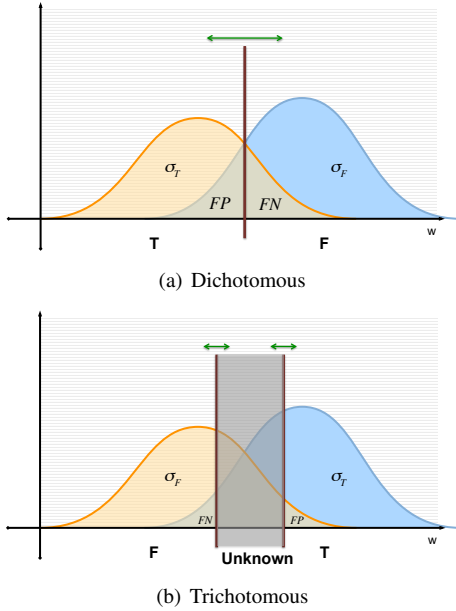 σT
σF
FP
FN
w
T
F
(a) Dichotomous
σF
σT
FN
FP
w
F
Unknown
T
(b) Trichotomous